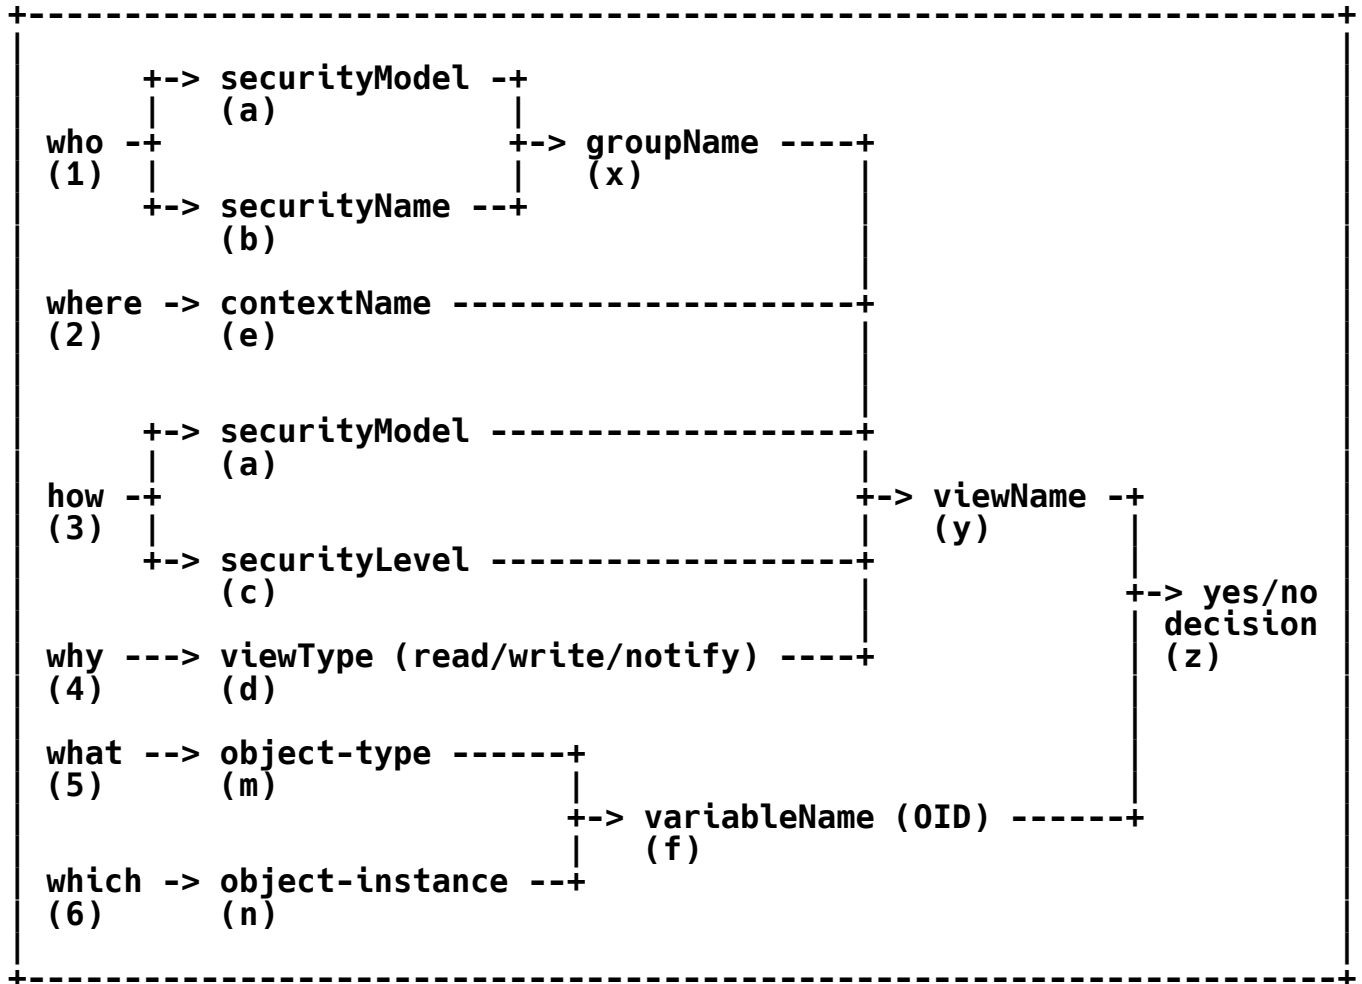 +--------------------------------------------------------------------+
|                                                                    |
|      +-> securityModel -+                                          |
|      |   (a)            |                                          |
| who -+                  +-> groupName ----+                        |
| (1)  |                  |   (x)           |                        |
|      +-> securityName --+                 |                        |
|          (b)                              |                        |
|                                           |                        |
| where -> contextName ---------------------+                        |
| (2)      (e)                              |                        |
|                                           |                        |
|                                           |                        |
|      +-> securityModel -------------------+                        |
|      |   (a)                              |                        |
| how -+                                    +-> viewName -+          |
| (3)  |                                    |   (y)       |          |
|      +-> securityLevel -------------------+             |          |
|          (c)                              |             +-> yes/no |
|                                           |             | decision |
| why ---> viewType (read/write/notify) ----+             | (z)      |
| (4)      (d)                                            |          |
|                                                         |          |
| what --> object-type ------+                            |          |
| (5)      (m)               |                            |          |
|                            +-> variableName (OID) ------+          |
|                            |   (f)                                 |
| which -> object-instance --+                                       |
| (6)      (n)                                                       |
|                                                                    |
+--------------------------------------------------------------------+